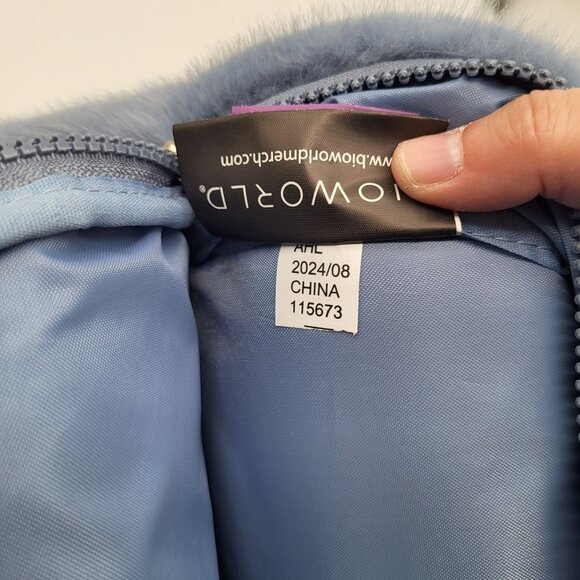 www.bioworldmerch.com
IOWORLD.
AHL
2024/08
CHINA
115673